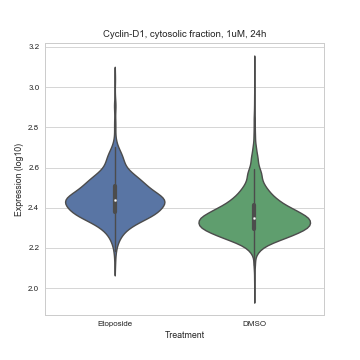 Cyclin-D1, cytosolic fraction, 1uM, 24h
3.2
3.0
2.8
2.6
2.4
2.2
2.0
Expression (log10)
Etoposide
DMSO
Treatment